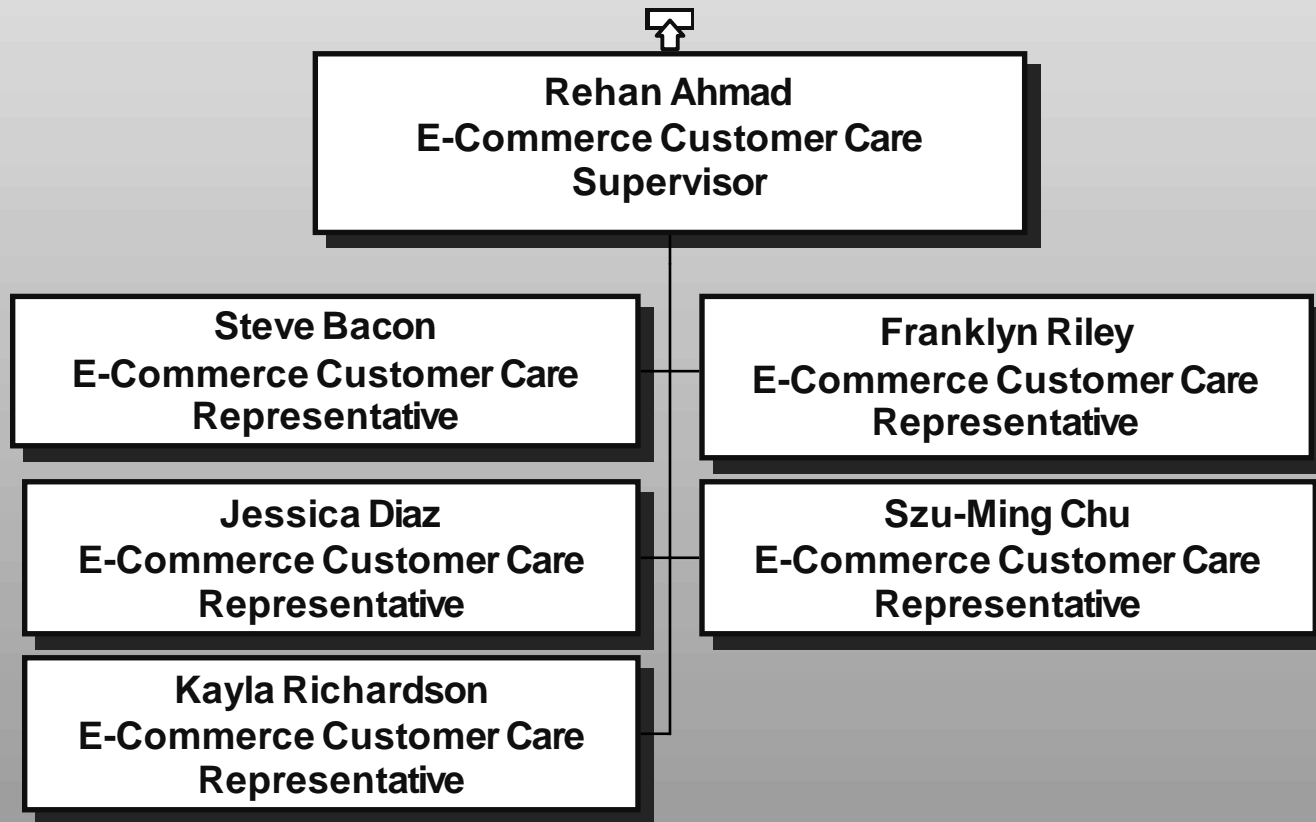 Rehan Ahmad
E-Commerce Customer Care
Supervisor
Steve Bacon
E-Commerce Customer Care
Representative
Franklyn Riley
E-Commerce Customer Care
Representative
Jessica Diaz
E-Commerce Customer Care
Representative
Szu-Ming Chu
E-Commerce Customer Care
Representative
Kayla Richardson
E-Commerce Customer Care
Representative